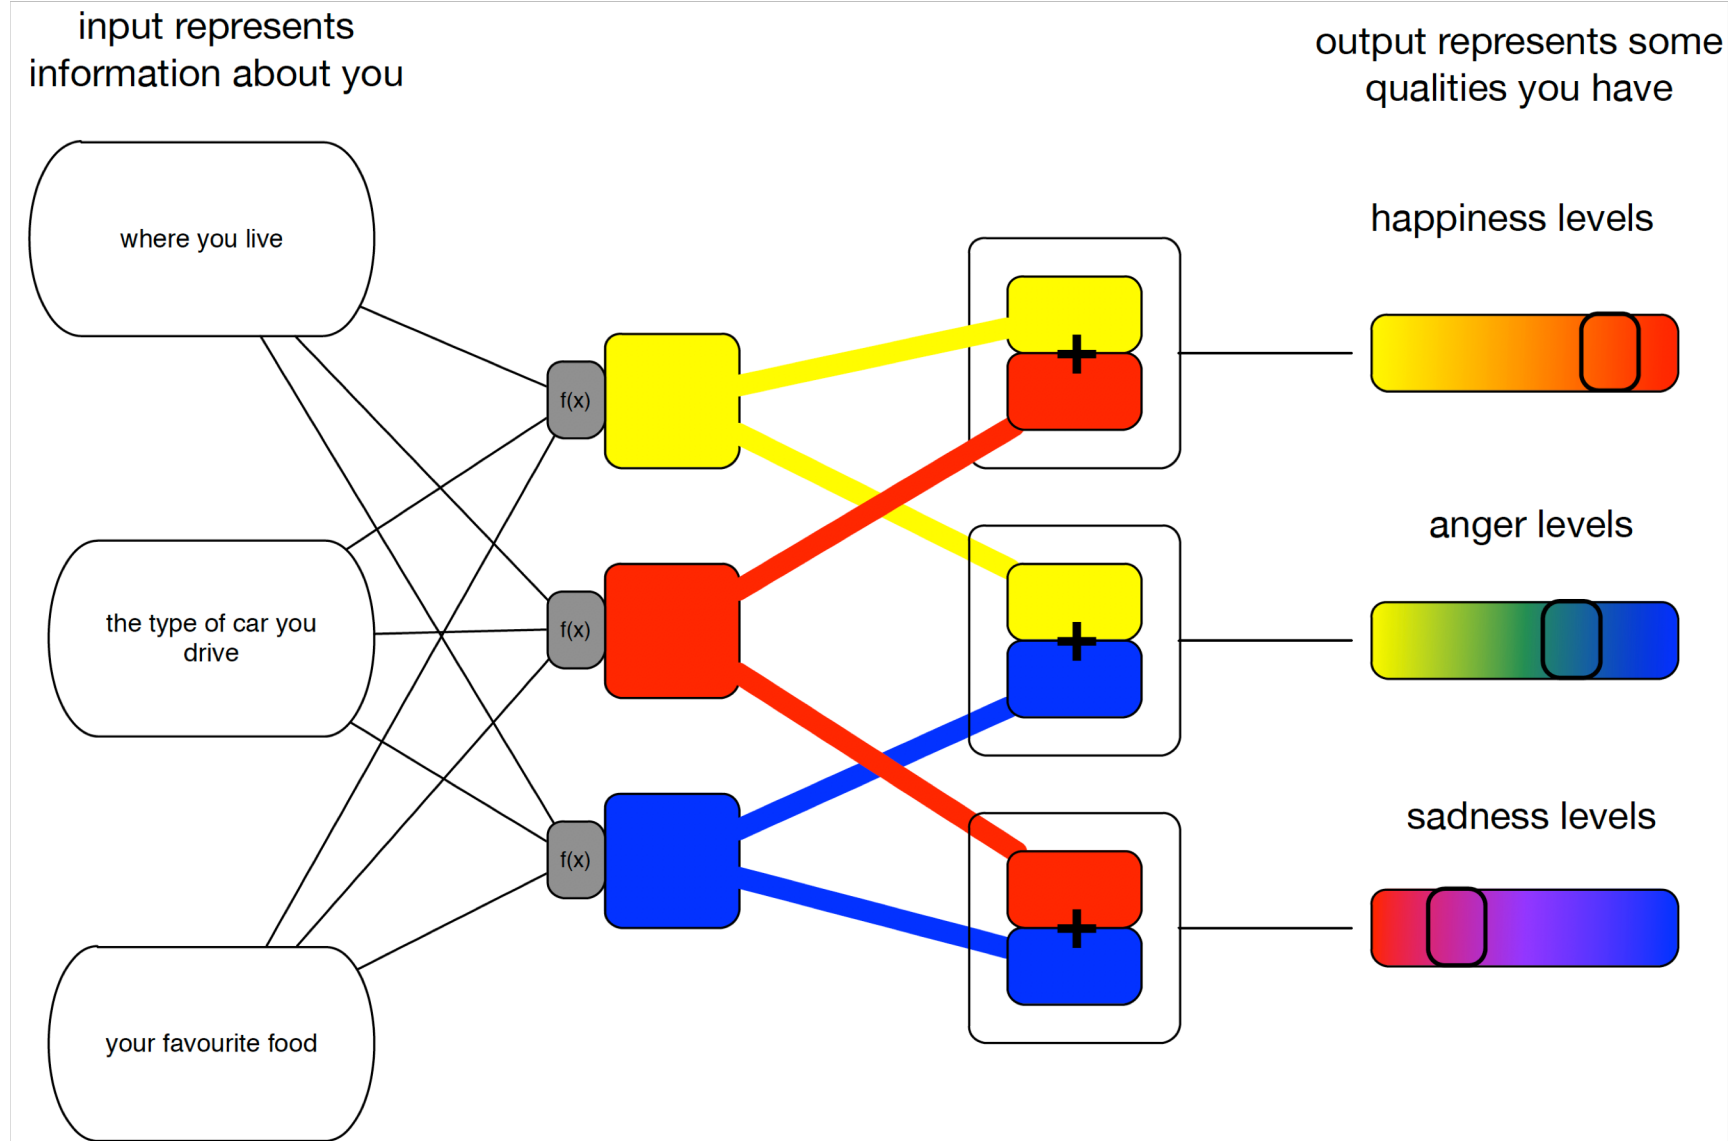 input represents
information about you
output represents some
qualities you have
where you live
happiness levels
f(x)
+
anger levels
the type of car you
drive
f(x)
+
sadness levels
f(x)
+
your favourite food